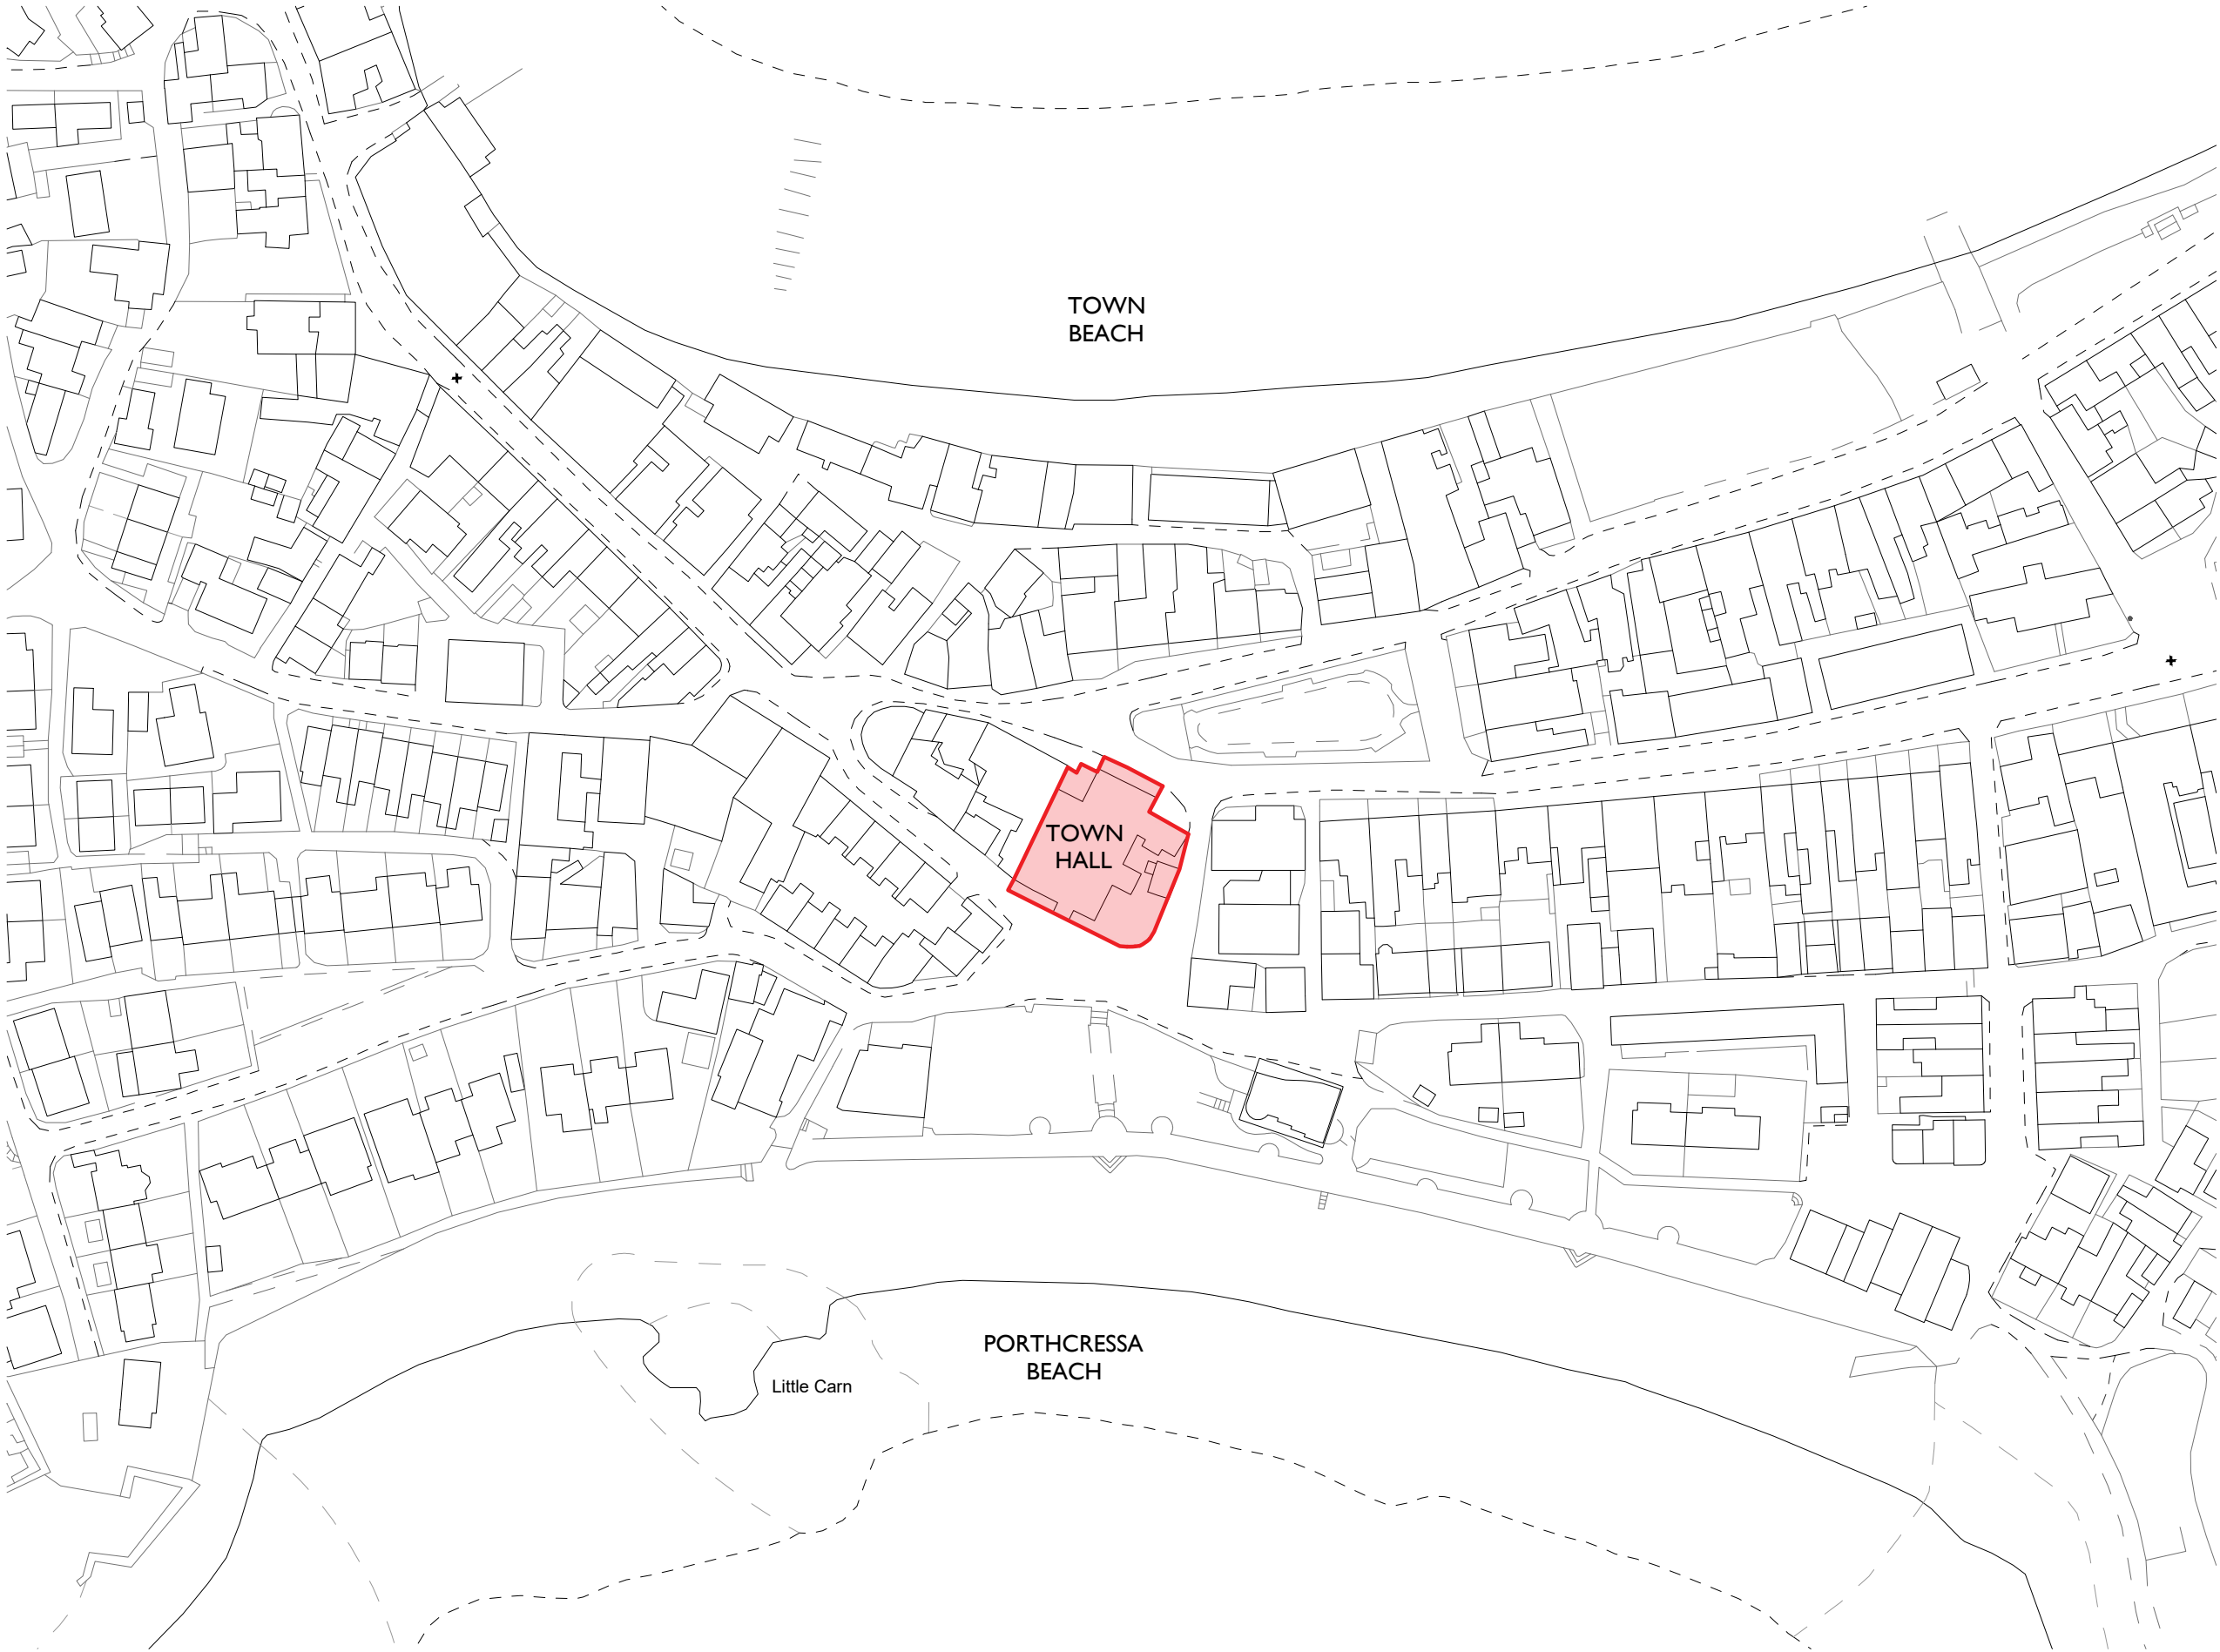 TOWN
BEACH
TOWN
HALL
PORTHCRESSA
BEACH
Little Carn